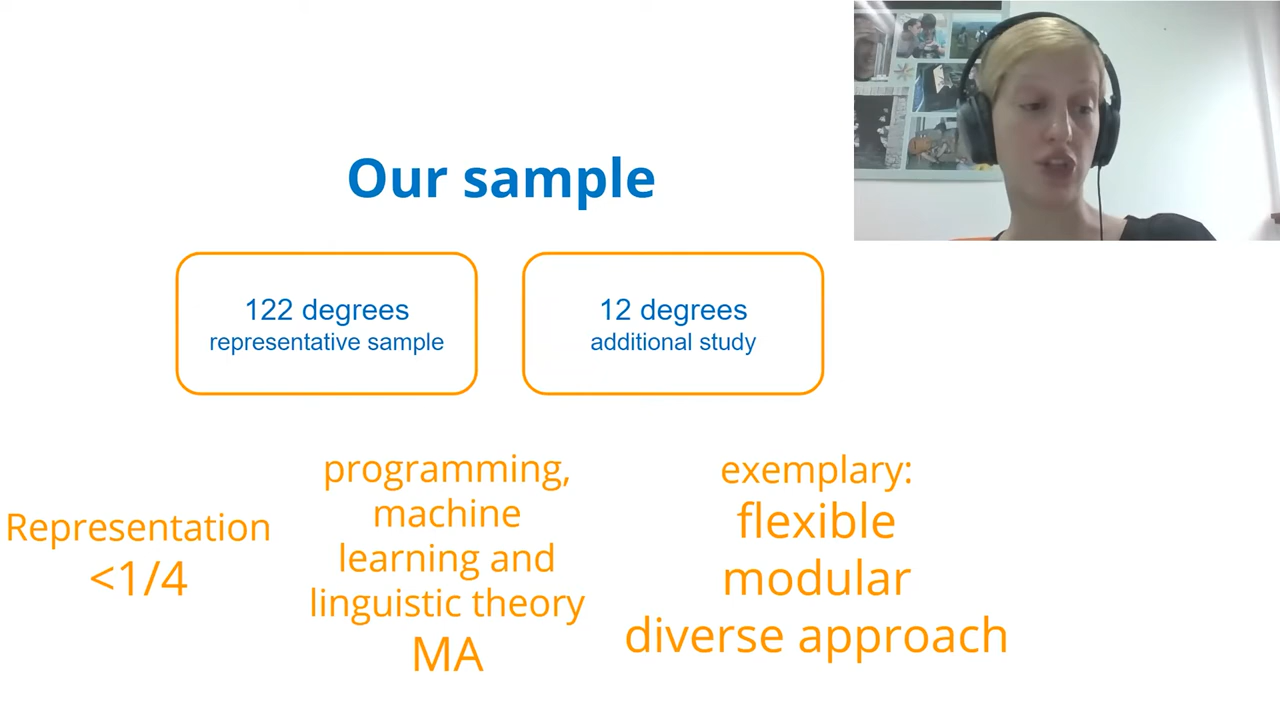 Our sample
122 degrees
representative sample
12 degrees
additional study
Representation
<1/4
programming,
machine
learning and
linguistic theory
MA
exemplary:
flexible
modular
diverse approach